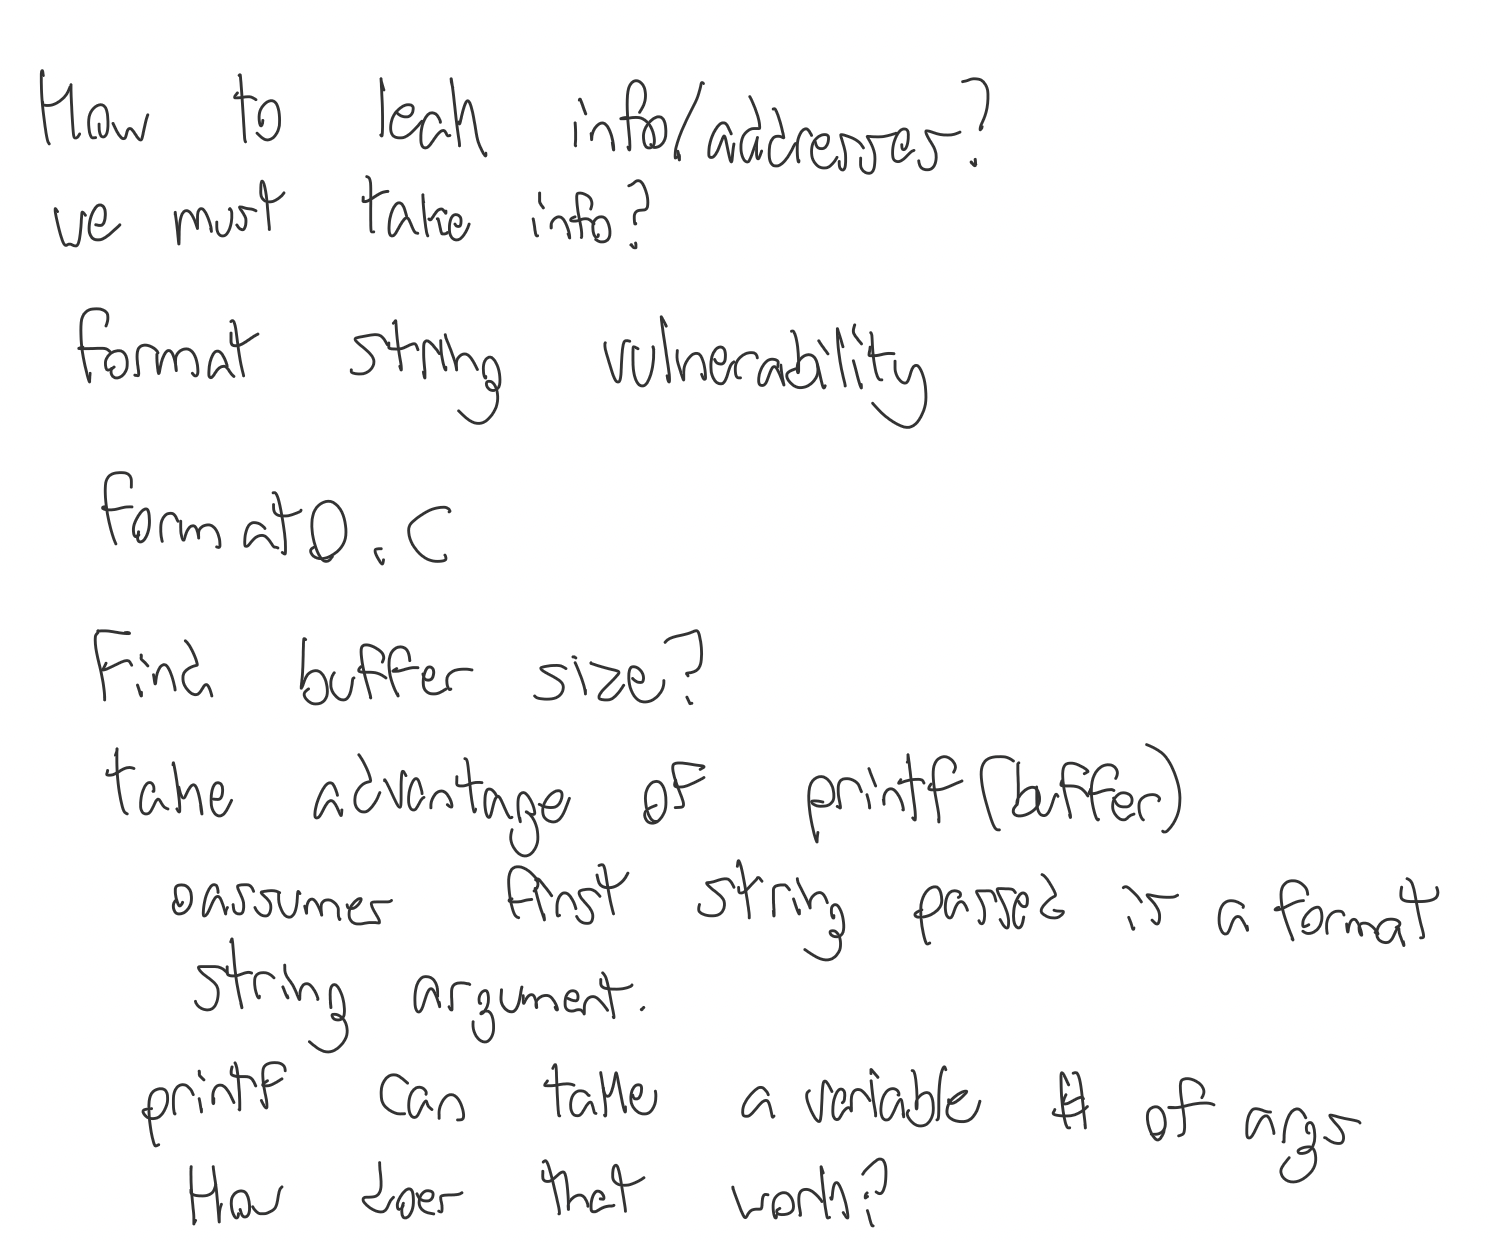 How to leak info/addresses?
we must take info?
format string vulnerability
format0.c
Find buffer size?
take advantage of printf(buffer)
○assumes first string passed is a format
string argument.
printf can take a variable # of args
How does that work?